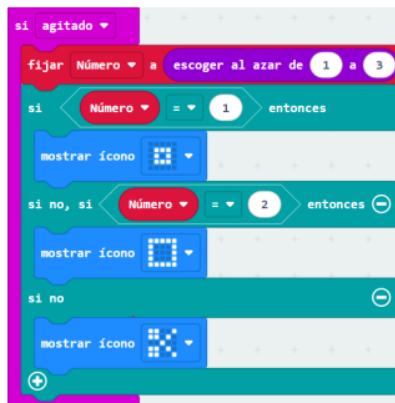 si agitado
fijar Número a escoger al azar de 1 a 3
si Número = 1 entonces
mostrar ícono
si no, si Número = 2 entonces
mostrar ícono
si no
mostrar ícono